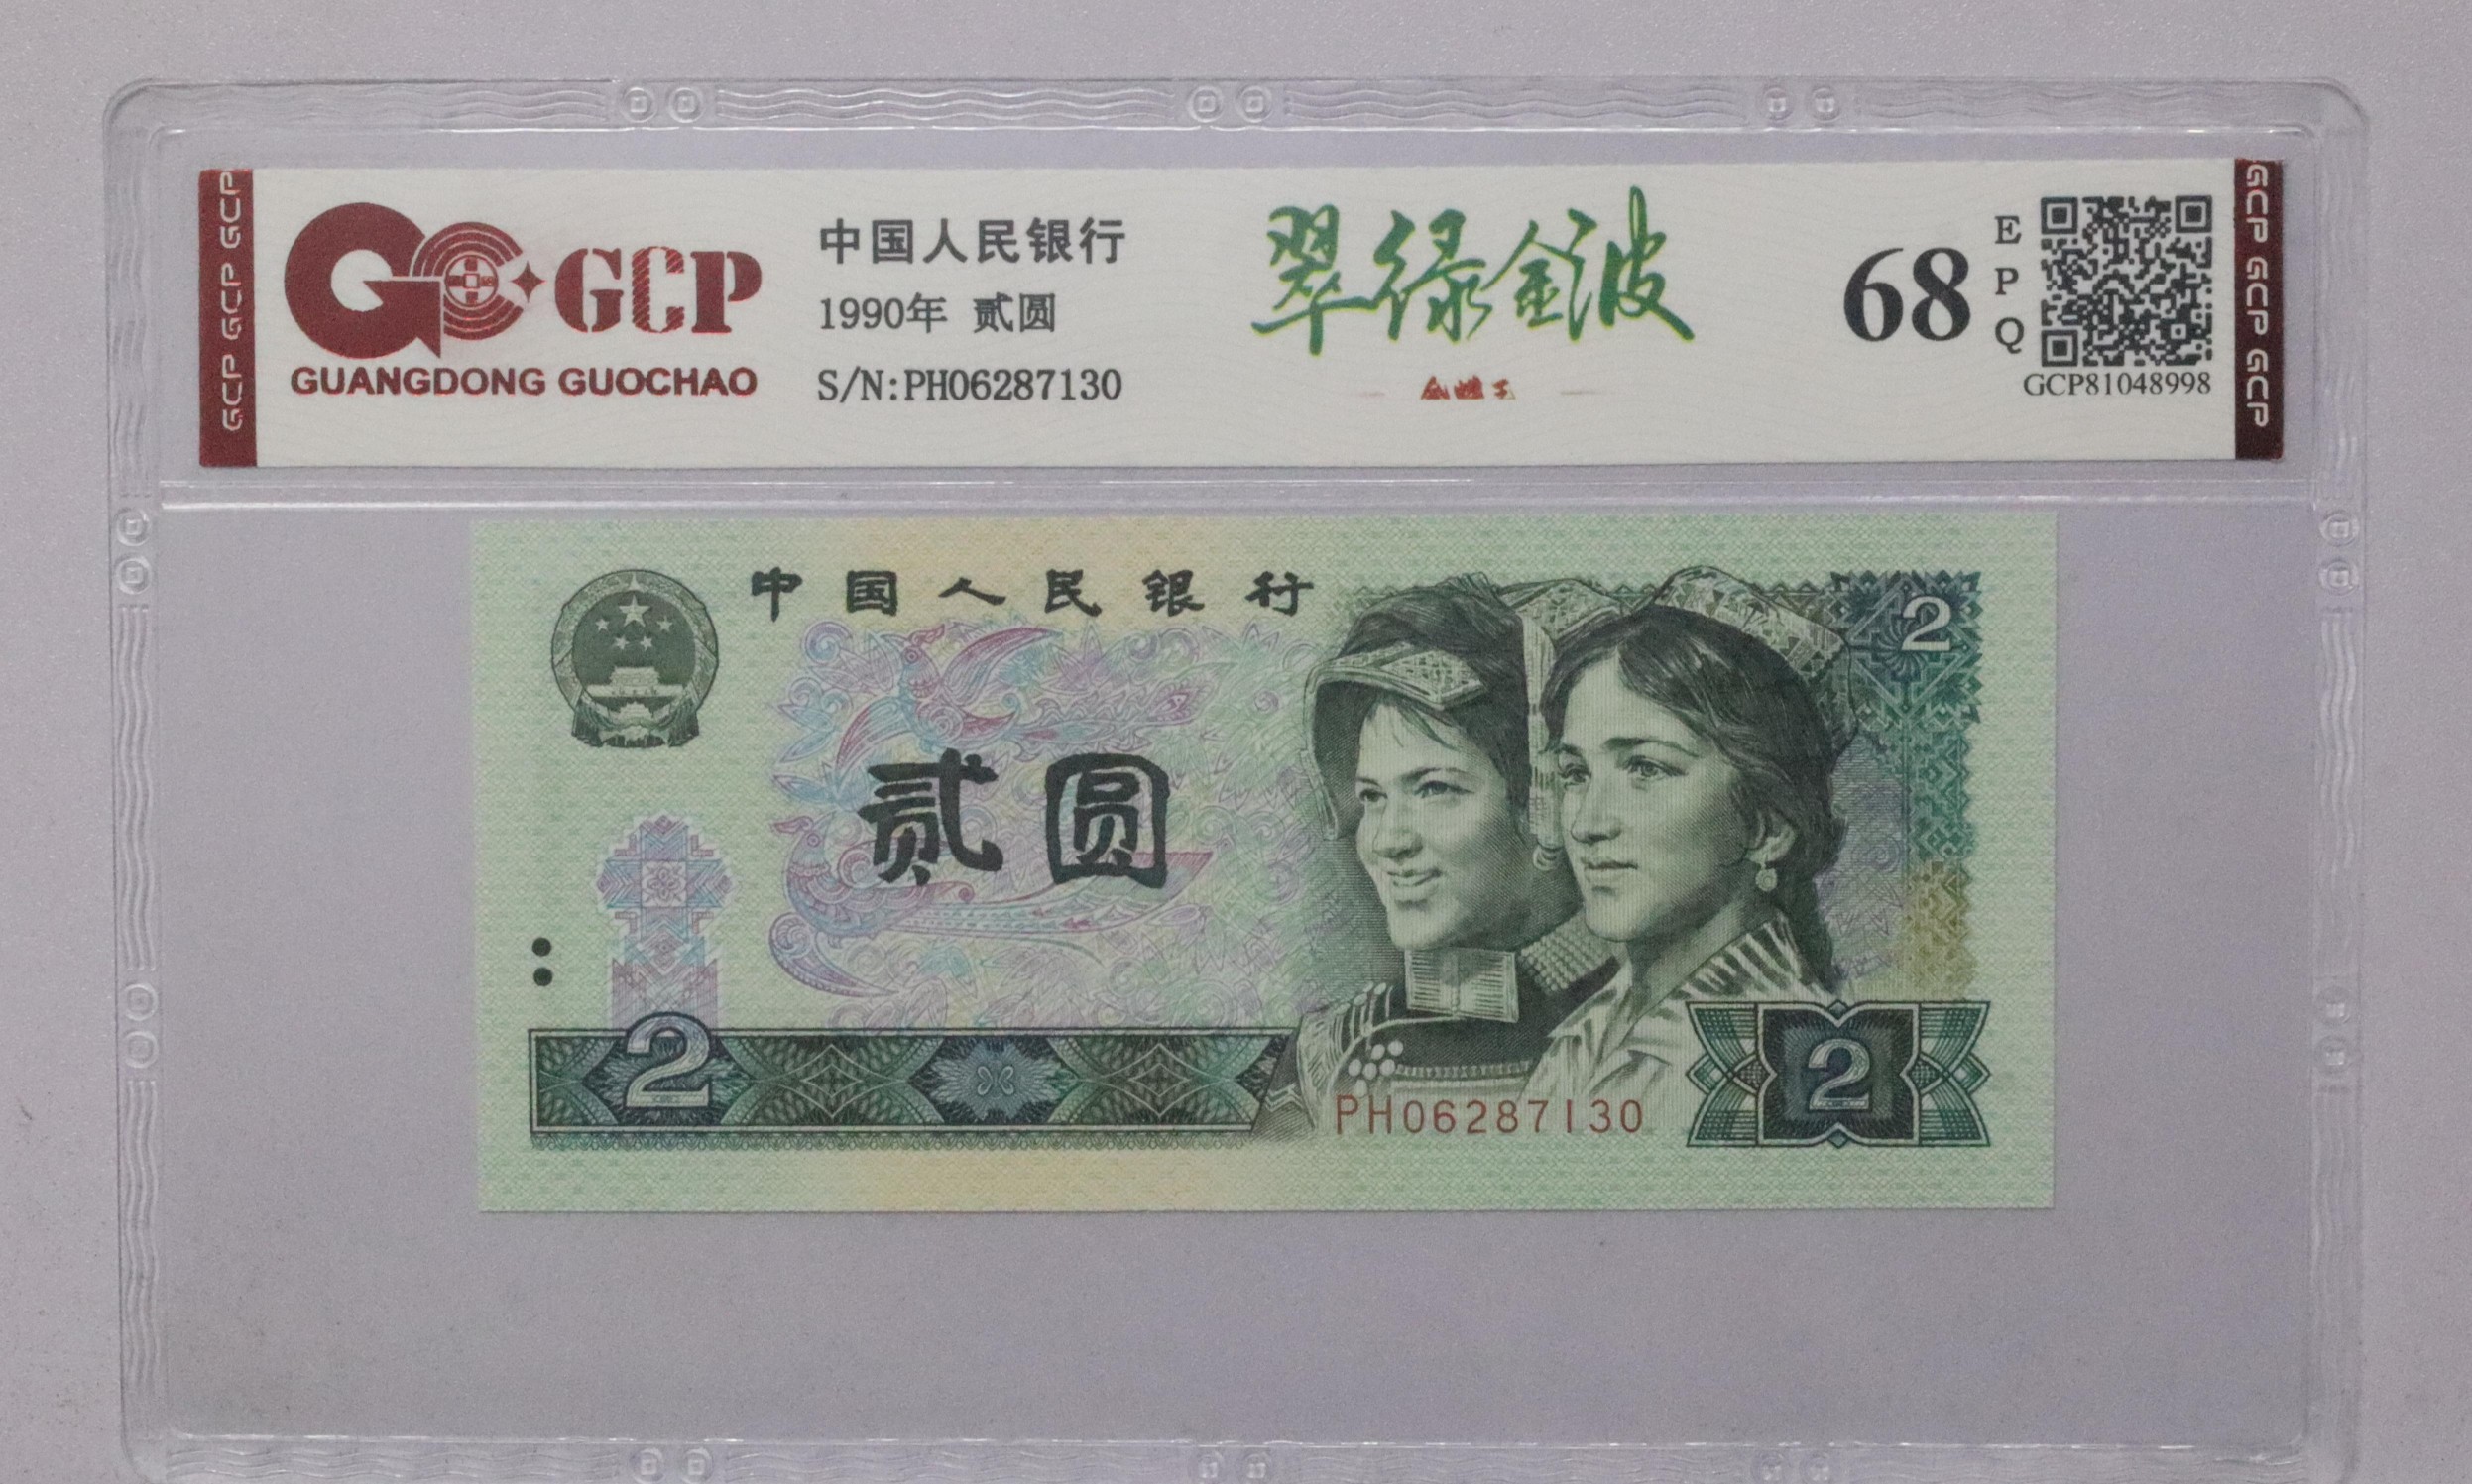 GCP GCP GCP
GCP
GUANGDONG GUOCHAO
中国人民银行
1990年 贰圆
S/N:PH06287130
翠绿金波
68
EPQ
GCP81048998
GCP GCP GCP
中国人民银行
2
贰圆
2
PH06287130
2